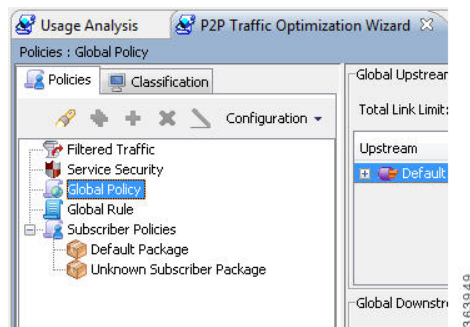 Usage Analysis
P2P Traffic Optimization Wizard
Policies : Global Policy
Policies
Classification
Configuration
Filtered Traffic
Service Security
Global Policy
Global Rule
Subscriber Policies
Default Package
Unknown Subscriber Package
Global Upstrear
Total Link Limit:
Upstream
Default
Global Downstre
363949